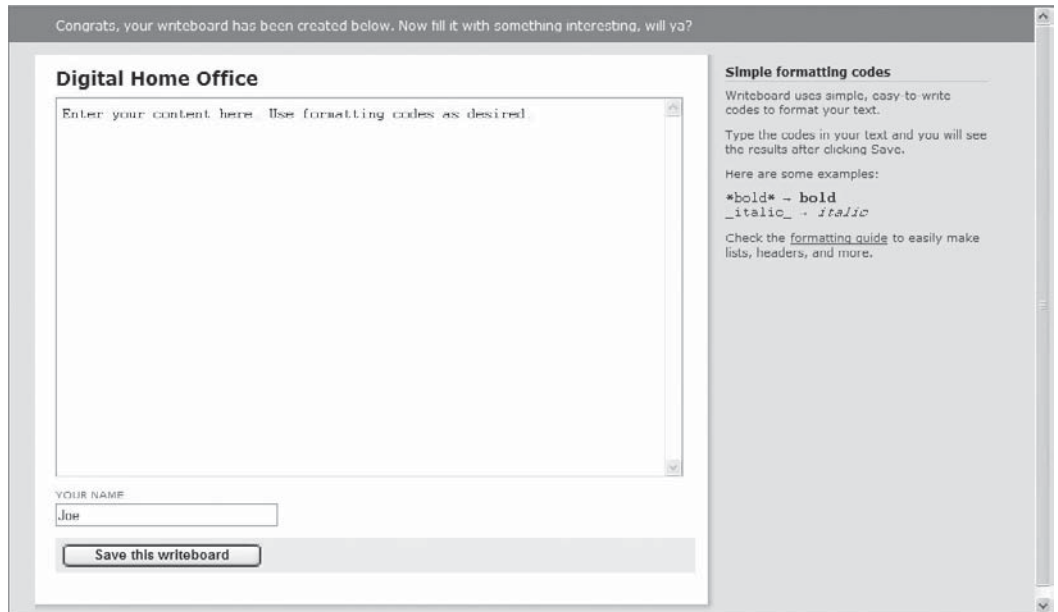 Congrats, your writeboard has been created below. Now fill it with something interesting, will ya?
Digital Home Office
Enter your content here. Use formatting codes as desired.
YOUR NAME
Joe
Save this writeboard
Simple formatting codes
Writeboard uses simple, easy-to-write
codes to format your text.
Type the codes in your text and you will see
the results after clicking Save.
Here are some examples:
*bold* → bold
_italic_ → italic
Check the formatting guide to easily make
lists, headers, and more.